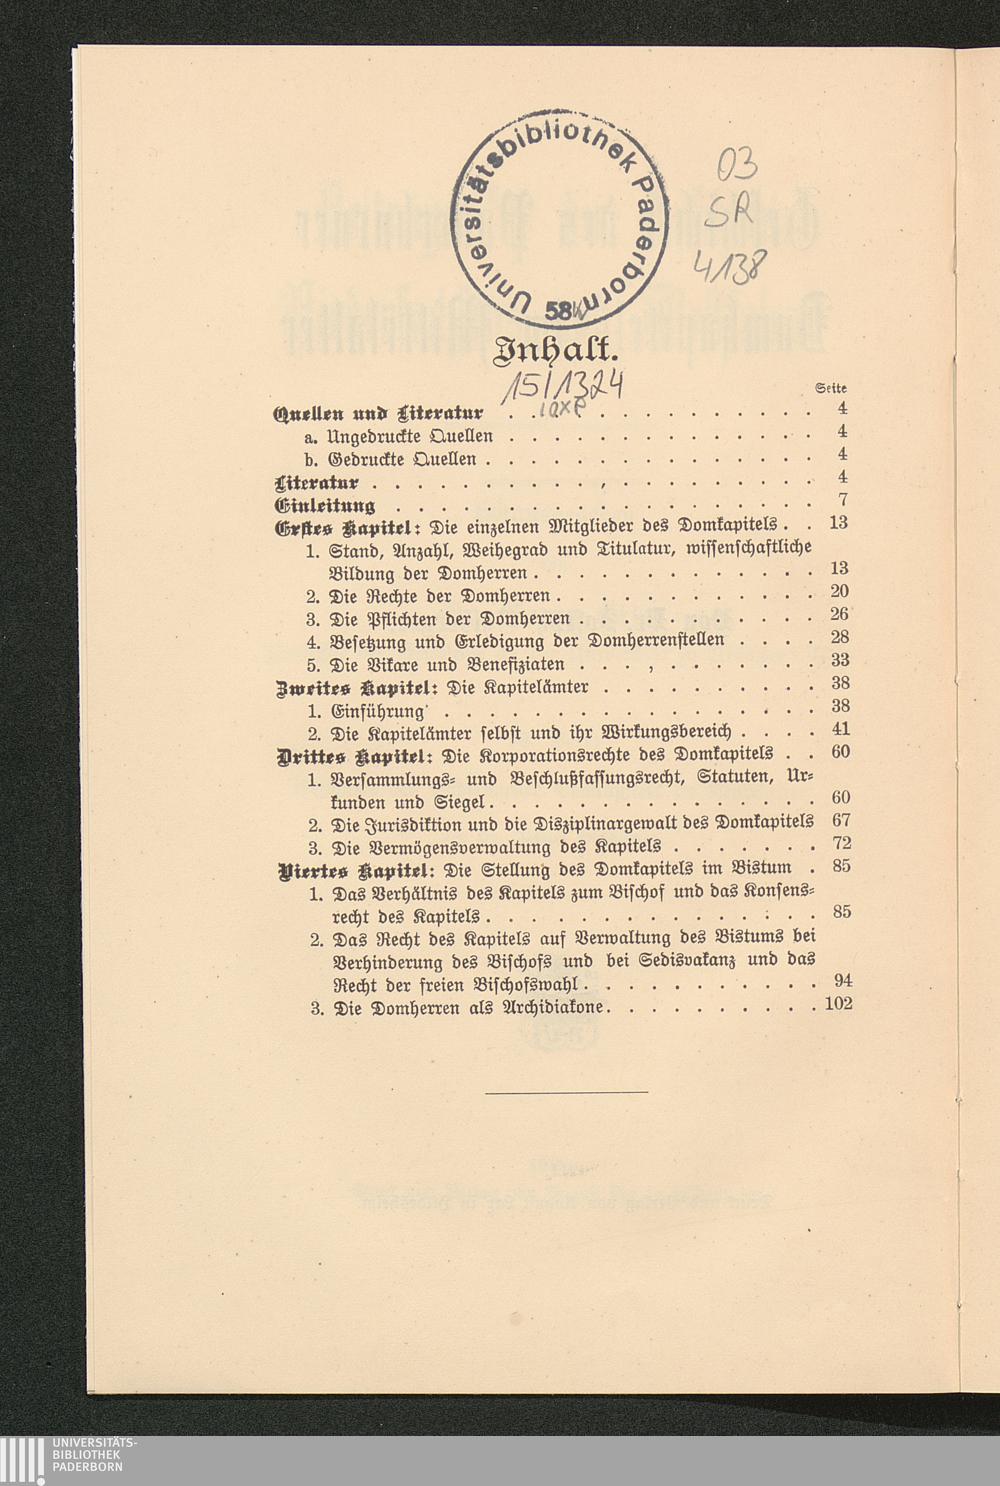 Universitätsbibliothek Paderborn
58
03
SR
4138
Inhalt.
15/1324
Seite
Quellen und Literatur . . . . . . . . . . . . . 4
a. Ungedruckte Quellen . . . . . . . . . . . . . . 4
b. Gedruckte Quellen . . . . . . . . . . . . . . . 4
Literatur . . . . . . . . . . . . . . . . . . . . 4
Einleitung . . . . . . . . . . . . . . . . . . . 7
Erstes Kapitel: Die einzelnen Mitglieder des Domkapitels . . 13
1. Stand, Anzahl, Weihegrad und Titulatur, wissenschaftliche
Bildung der Domherren . . . . . . . . . . . . . 13
2. Die Rechte der Domherren . . . . . . . . . . . . 20
3. Die Pflichten der Domherren . . . . . . . . . . . 26
4. Besetzung und Erledigung der Domherrenstellen . . . . 28
5. Die Vikare und Benefiziaten . . . . . . . . . . . 33
Zweites Kapitel: Die Kapitelämter . . . . . . . . . . 38
1. Einführung . . . . . . . . . . . . . . . . . 38
2. Die Kapitelämter selbst und ihr Wirkungsbereich . . . . 41
Drittes Kapitel: Die Korporationsrechte des Domkapitels . . 60
1. Versammlungs- und Beschlußfassungsrecht, Statuten, Ur-
kunden und Siegel . . . . . . . . . . . . . . . 60
2. Die Jurisdiktion und die Disziplinargewalt des Domkapitels 67
3. Die Vermögensverwaltung des Kapitels . . . . . . . 72
Viertes Kapitel: Die Stellung des Domkapitels im Bistum . 85
1. Das Verhältnis des Kapitels zum Bischof und das Konsens-
recht des Kapitels . . . . . . . . . . . . . . . 85
2. Das Recht des Kapitels auf Verwaltung des Bistums bei
Verhinderung des Bischofs und bei Sedisvakanz und das
Recht der freien Bischofswahl . . . . . . . . . . . 94
3. Die Domherren als Archidiakone . . . . . . . . . . 102
UNIVERSITÄTS-
BIBLIOTHEK
PADERBORN